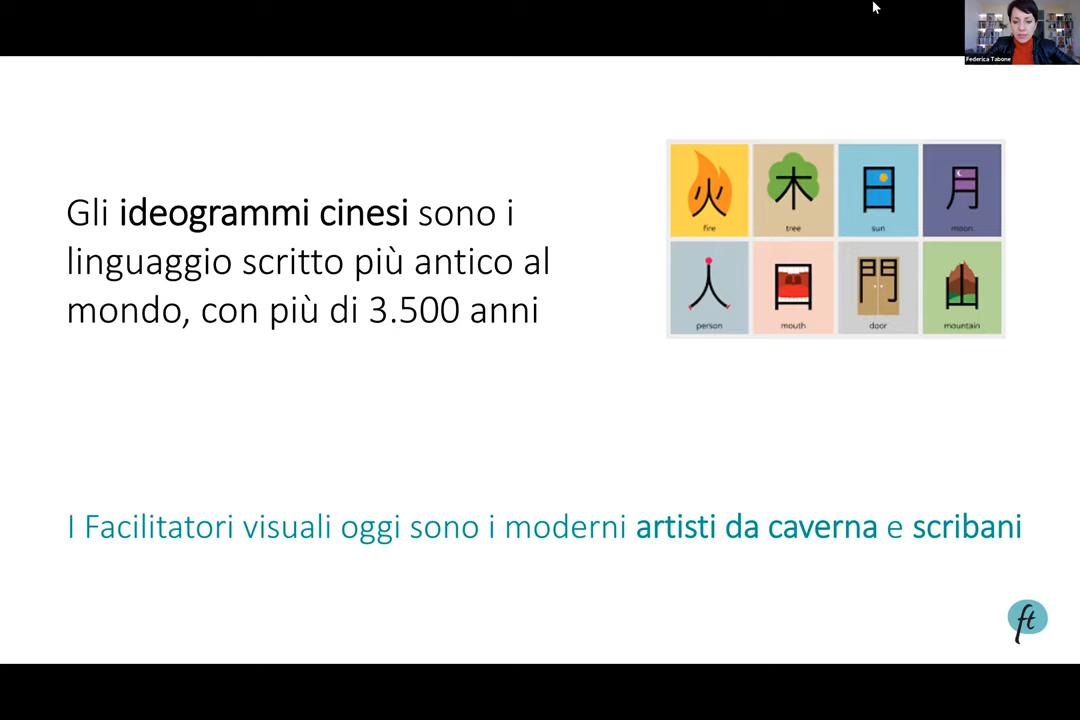 Federica Tabone
Gli ideogrammi cinesi sono i
linguaggio scritto più antico al
mondo, con più di 3.500 anni
火 木 日 月
fire tree sun moon
人 口 門 山
person mouth door mountain
I Facilitatori visuali oggi sono i moderni artisti da caverna e scribani
ft